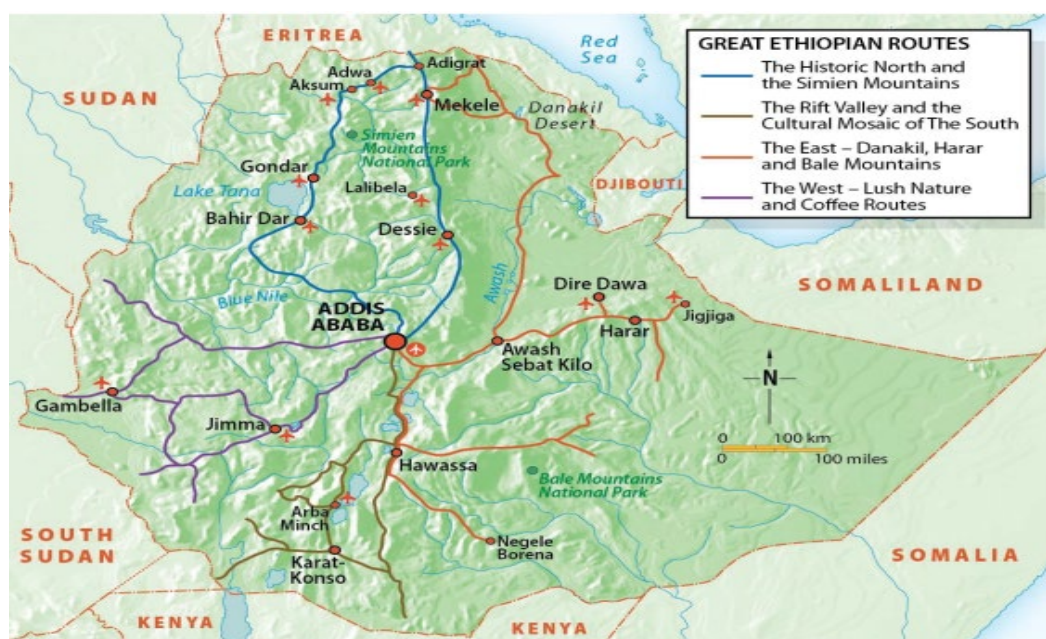 GREAT ETHIOPIAN ROUTES
The Historic North and
the Simien Mountains
The Rift Valley and the
Cultural Mosaic of The South
The East – Danakil, Harar
and Bale Mountains
The West – Lush Nature
and Coffee Routes
ERITREA
Red
Sea
SUDAN
Adwa
Aksum
Adigrat
Mekele
Danakil
Desert
Simien
Mountains
National Park
Gondar
Lake Tana
Lalibela
DJIBOUTI
Bahir Dar
Dessie
Awash
Blue Nile
ADDIS
ABABA
Dire Dawa
SOMALILAND
Jigjiga
Harar
Awash
Sebat Kilo
N
Gambella
Jimma
0 100 km
0 100 miles
Hawassa
Bale Mountains
National Park
Arba
Minch
Negele
Borena
SOUTH
SUDAN
Karat-
Konso
SOMALIA
KENYA
KENYA